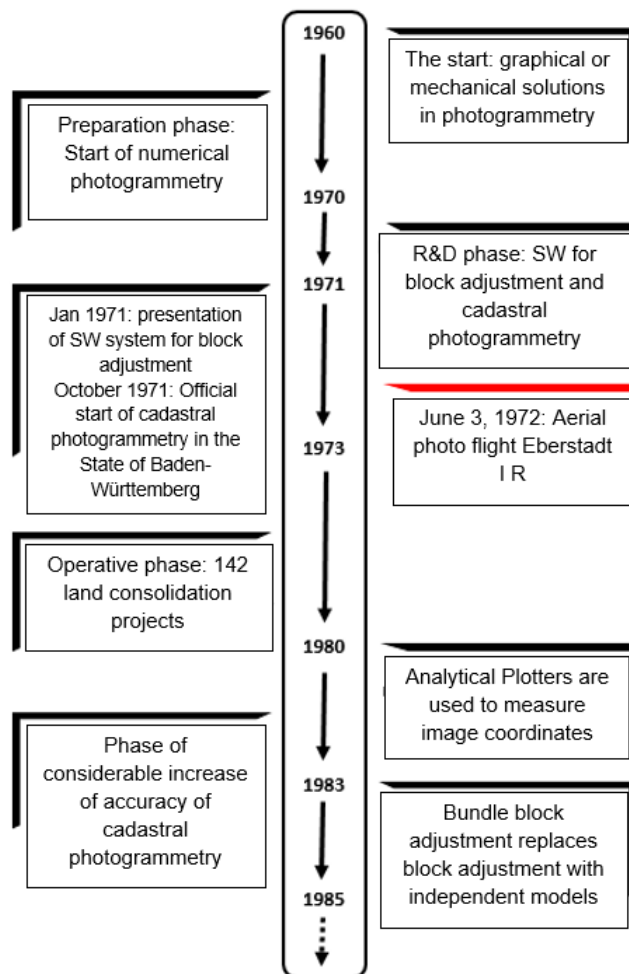 1960
The start: graphical or
mechanical solutions
in photogrammetry
Preparation phase:
Start of numerical
photogrammetry
1970
R&D phase: SW for
block adjustment and
cadastral
photogrammetry
1971
Jan 1971: presentation
of SW system for block
adjustment
October 1971: Official
start of cadastral
photogrammetry in the
State of Baden-
Württemberg
June 3, 1972: Aerial
photo flight Eberstadt
I R
1973
Operative phase: 142
land consolidation
projects
1980
Analytical Plotters are
used to measure
image coordinates
Phase of
considerable increase
of accuracy of
cadastral
photogrammetry
1983
Bundle block
adjustment replaces
block adjustment with
independent models
1985